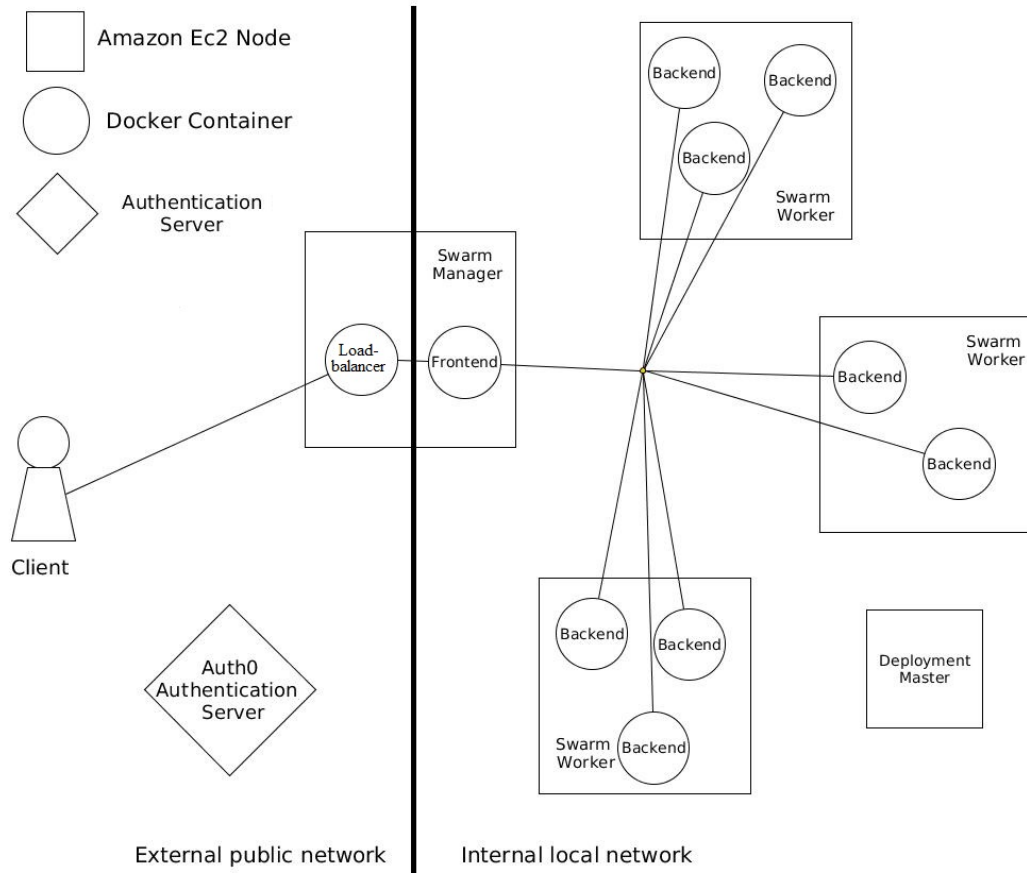 Amazon Ec2 Node
Docker Container
Authentication
Server
Backend
Backend
Backend
Swarm
Worker
Swarm
Manager
Load-
balancer
Frontend
Swarm
Worker
Backend
Backend
Client
Auth0
Authentication
Server
Backend
Backend
Swarm
Worker
Backend
Deployment
Master
External public network
Internal local network